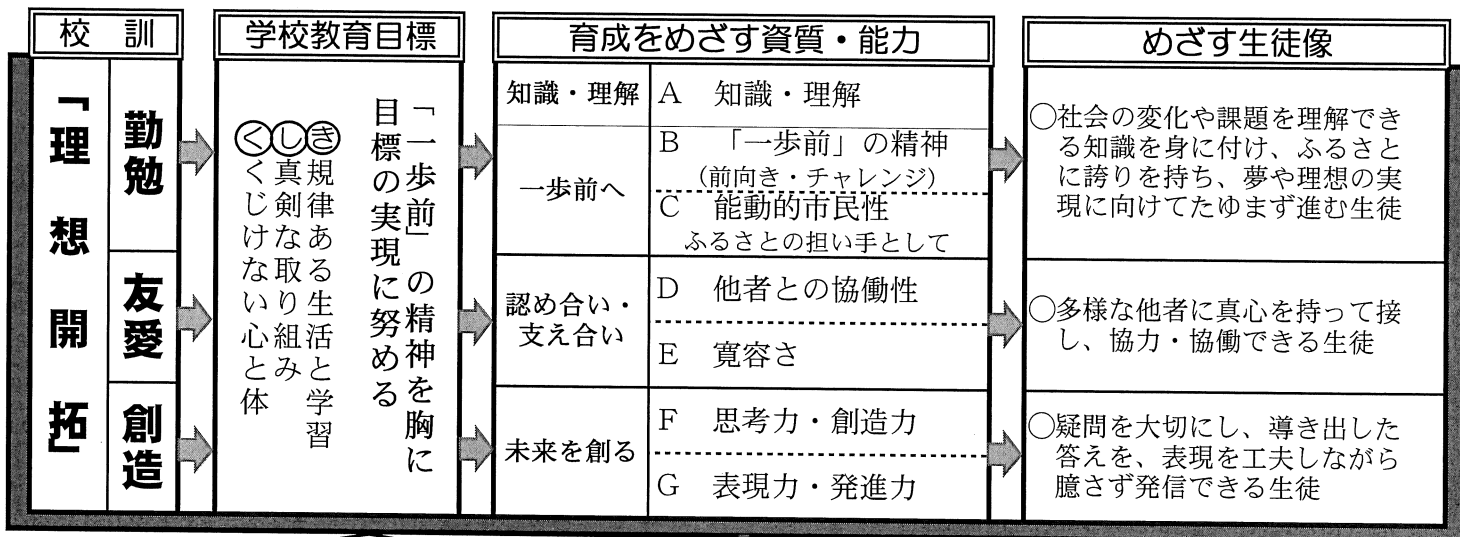 校 訓
「理想開拓」
勤勉
友愛
創造
学校教育目標
「一歩前」の精神を胸に
目標の実現に努める
き規律ある生活と学習
し真剣な取り組み
くくじけない心と体
育成をめざす資質・能力
知識・理解
A 知識・理解
一歩前へ
B 「一歩前」の精神
(前向き・チャレンジ)
C 能動的市民性
ふるさとの担い手として
認め合い・
支え合い
D 他者との協働性
E 寛容さ
未来を創る
F 思考力・創造力
G 表現力・発進力
めざす生徒像
○社会の変化や課題を理解でき
る知識を身に付け、ふるさと
に誇りを持ち、夢や理想の実
現に向けてたゆまず進む生徒
○多様な他者に真心を持って接
し、協力・協働できる生徒
○疑問を大切にし、導き出した
答えを、表現を工夫しながら
臆さず発信できる生徒